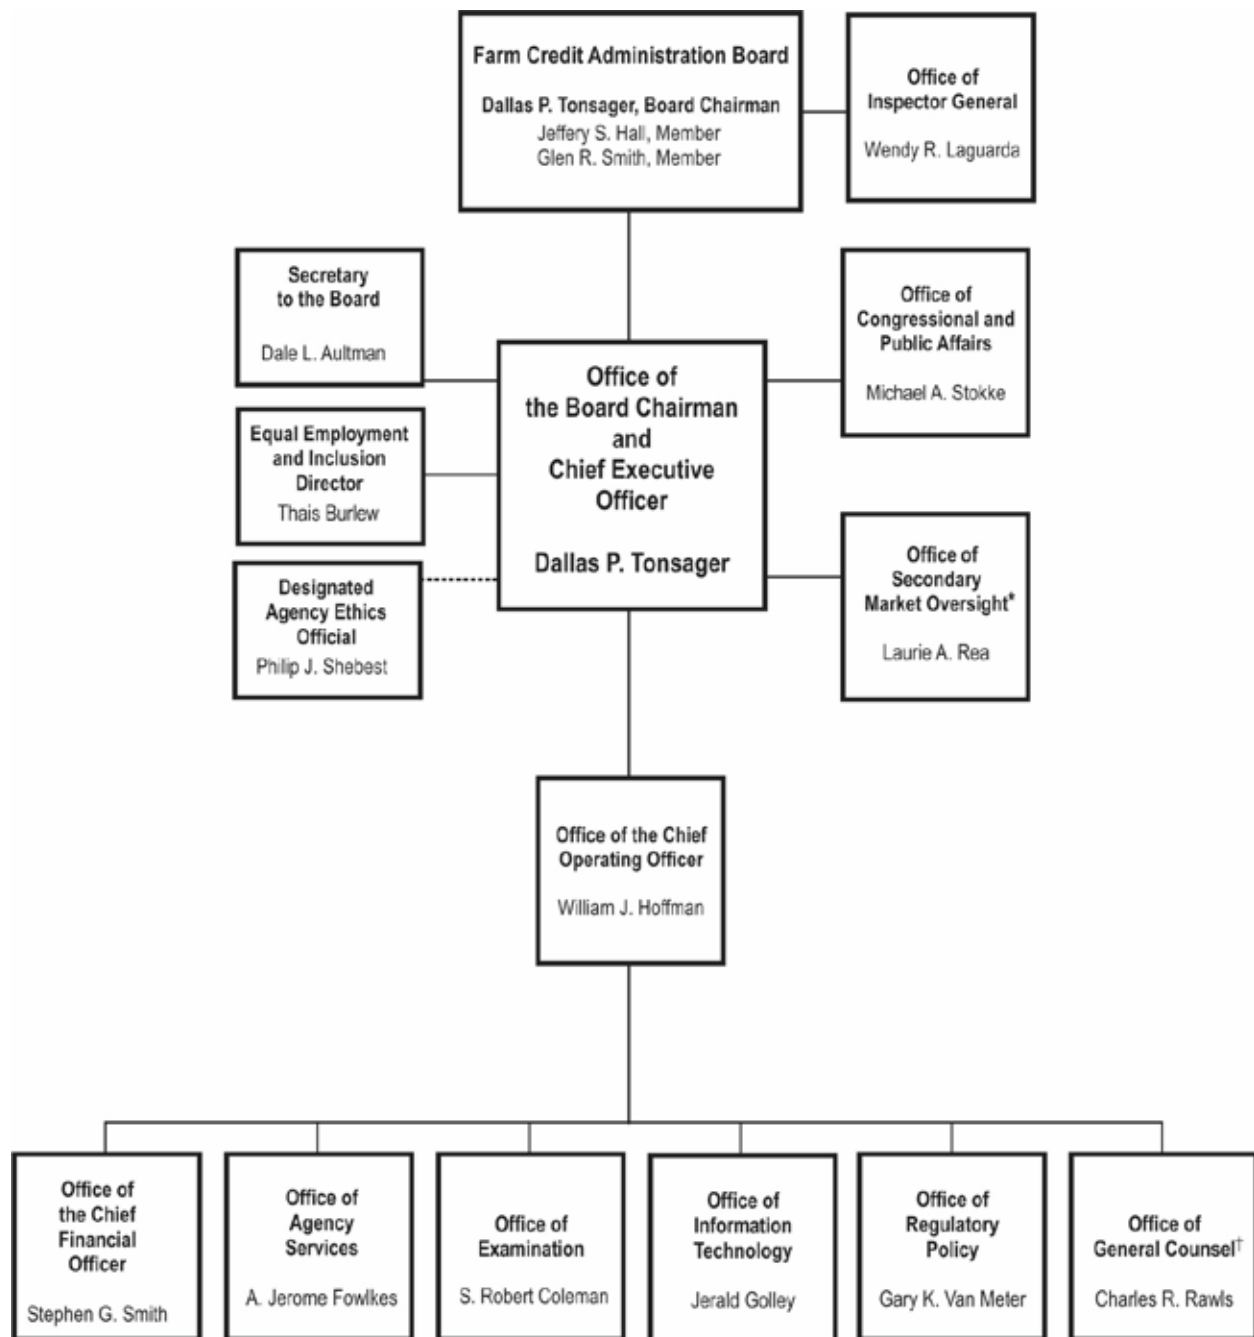 Farm Credit Administration Board
Dallas P. Tonsager, Board Chairman
Jeffery S. Hall, Member
Glen R. Smith, Member
Office of
Inspector General
Wendy R. Laguarda
Secretary
to the Board
Dale L. Aultman
Office of
Congressional and
Public Affairs
Michael A. Stokke
Office of
the Board Chairman
and
Chief Executive
Officer
Dallas P. Tonsager
Equal Employment
and Inclusion
Director
Thais Burlew
Designated
Agency Ethics
Official
Philip J. Shebest
Office of
Secondary
Market Oversight*
Laurie A. Rea
Office of the Chief
Operating Officer
William J. Hoffman
Office of
the Chief
Financial
Officer
Stephen G. Smith
Office of
Agency
Services
A. Jerome Fowlkes
Office of
Examination
S. Robert Coleman
Office of
Information
Technology
Jerald Golley
Office of
Regulatory
Policy
Gary K. Van Meter
Office of
General Counsel†
Charles R. Rawls